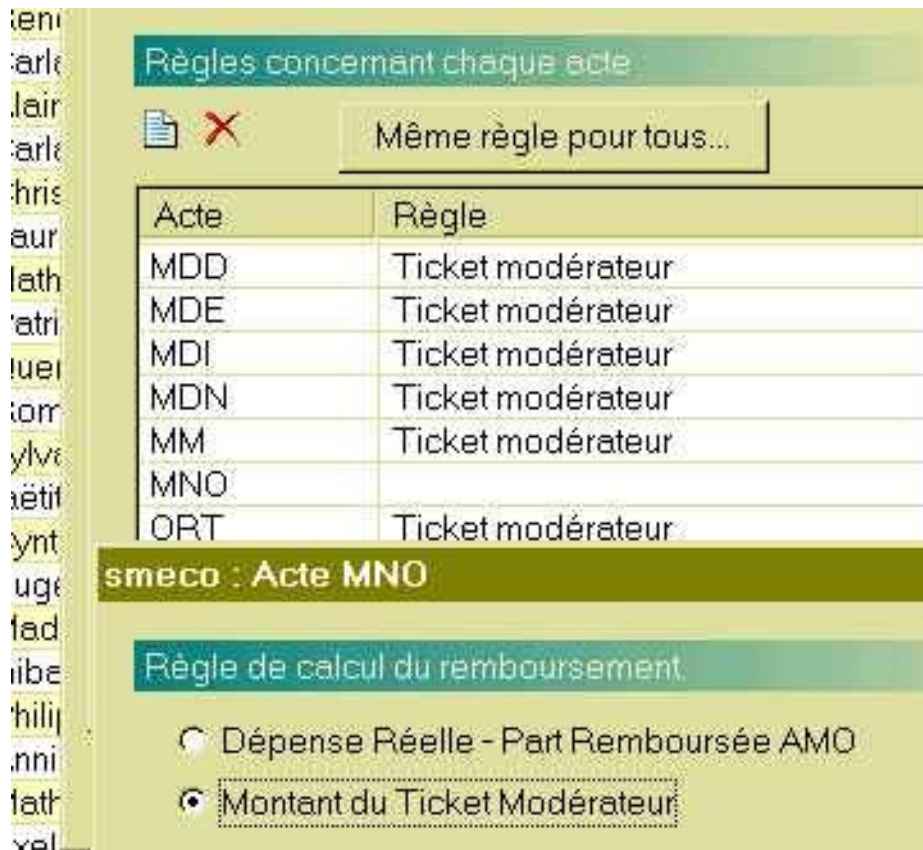 Règles concernant chaque acte
Même règle pour tous...
Acte Règle
MDD Ticket modérateur
MDE Ticket modérateur
MDI Ticket modérateur
MDN Ticket modérateur
MM Ticket modérateur
MNO
ORT Ticket modérateur
smeco : Acte MNO
Règle de calcul du remboursement
Dépense Réelle - Part Remboursée AMO
Montant du Ticket Modérateur